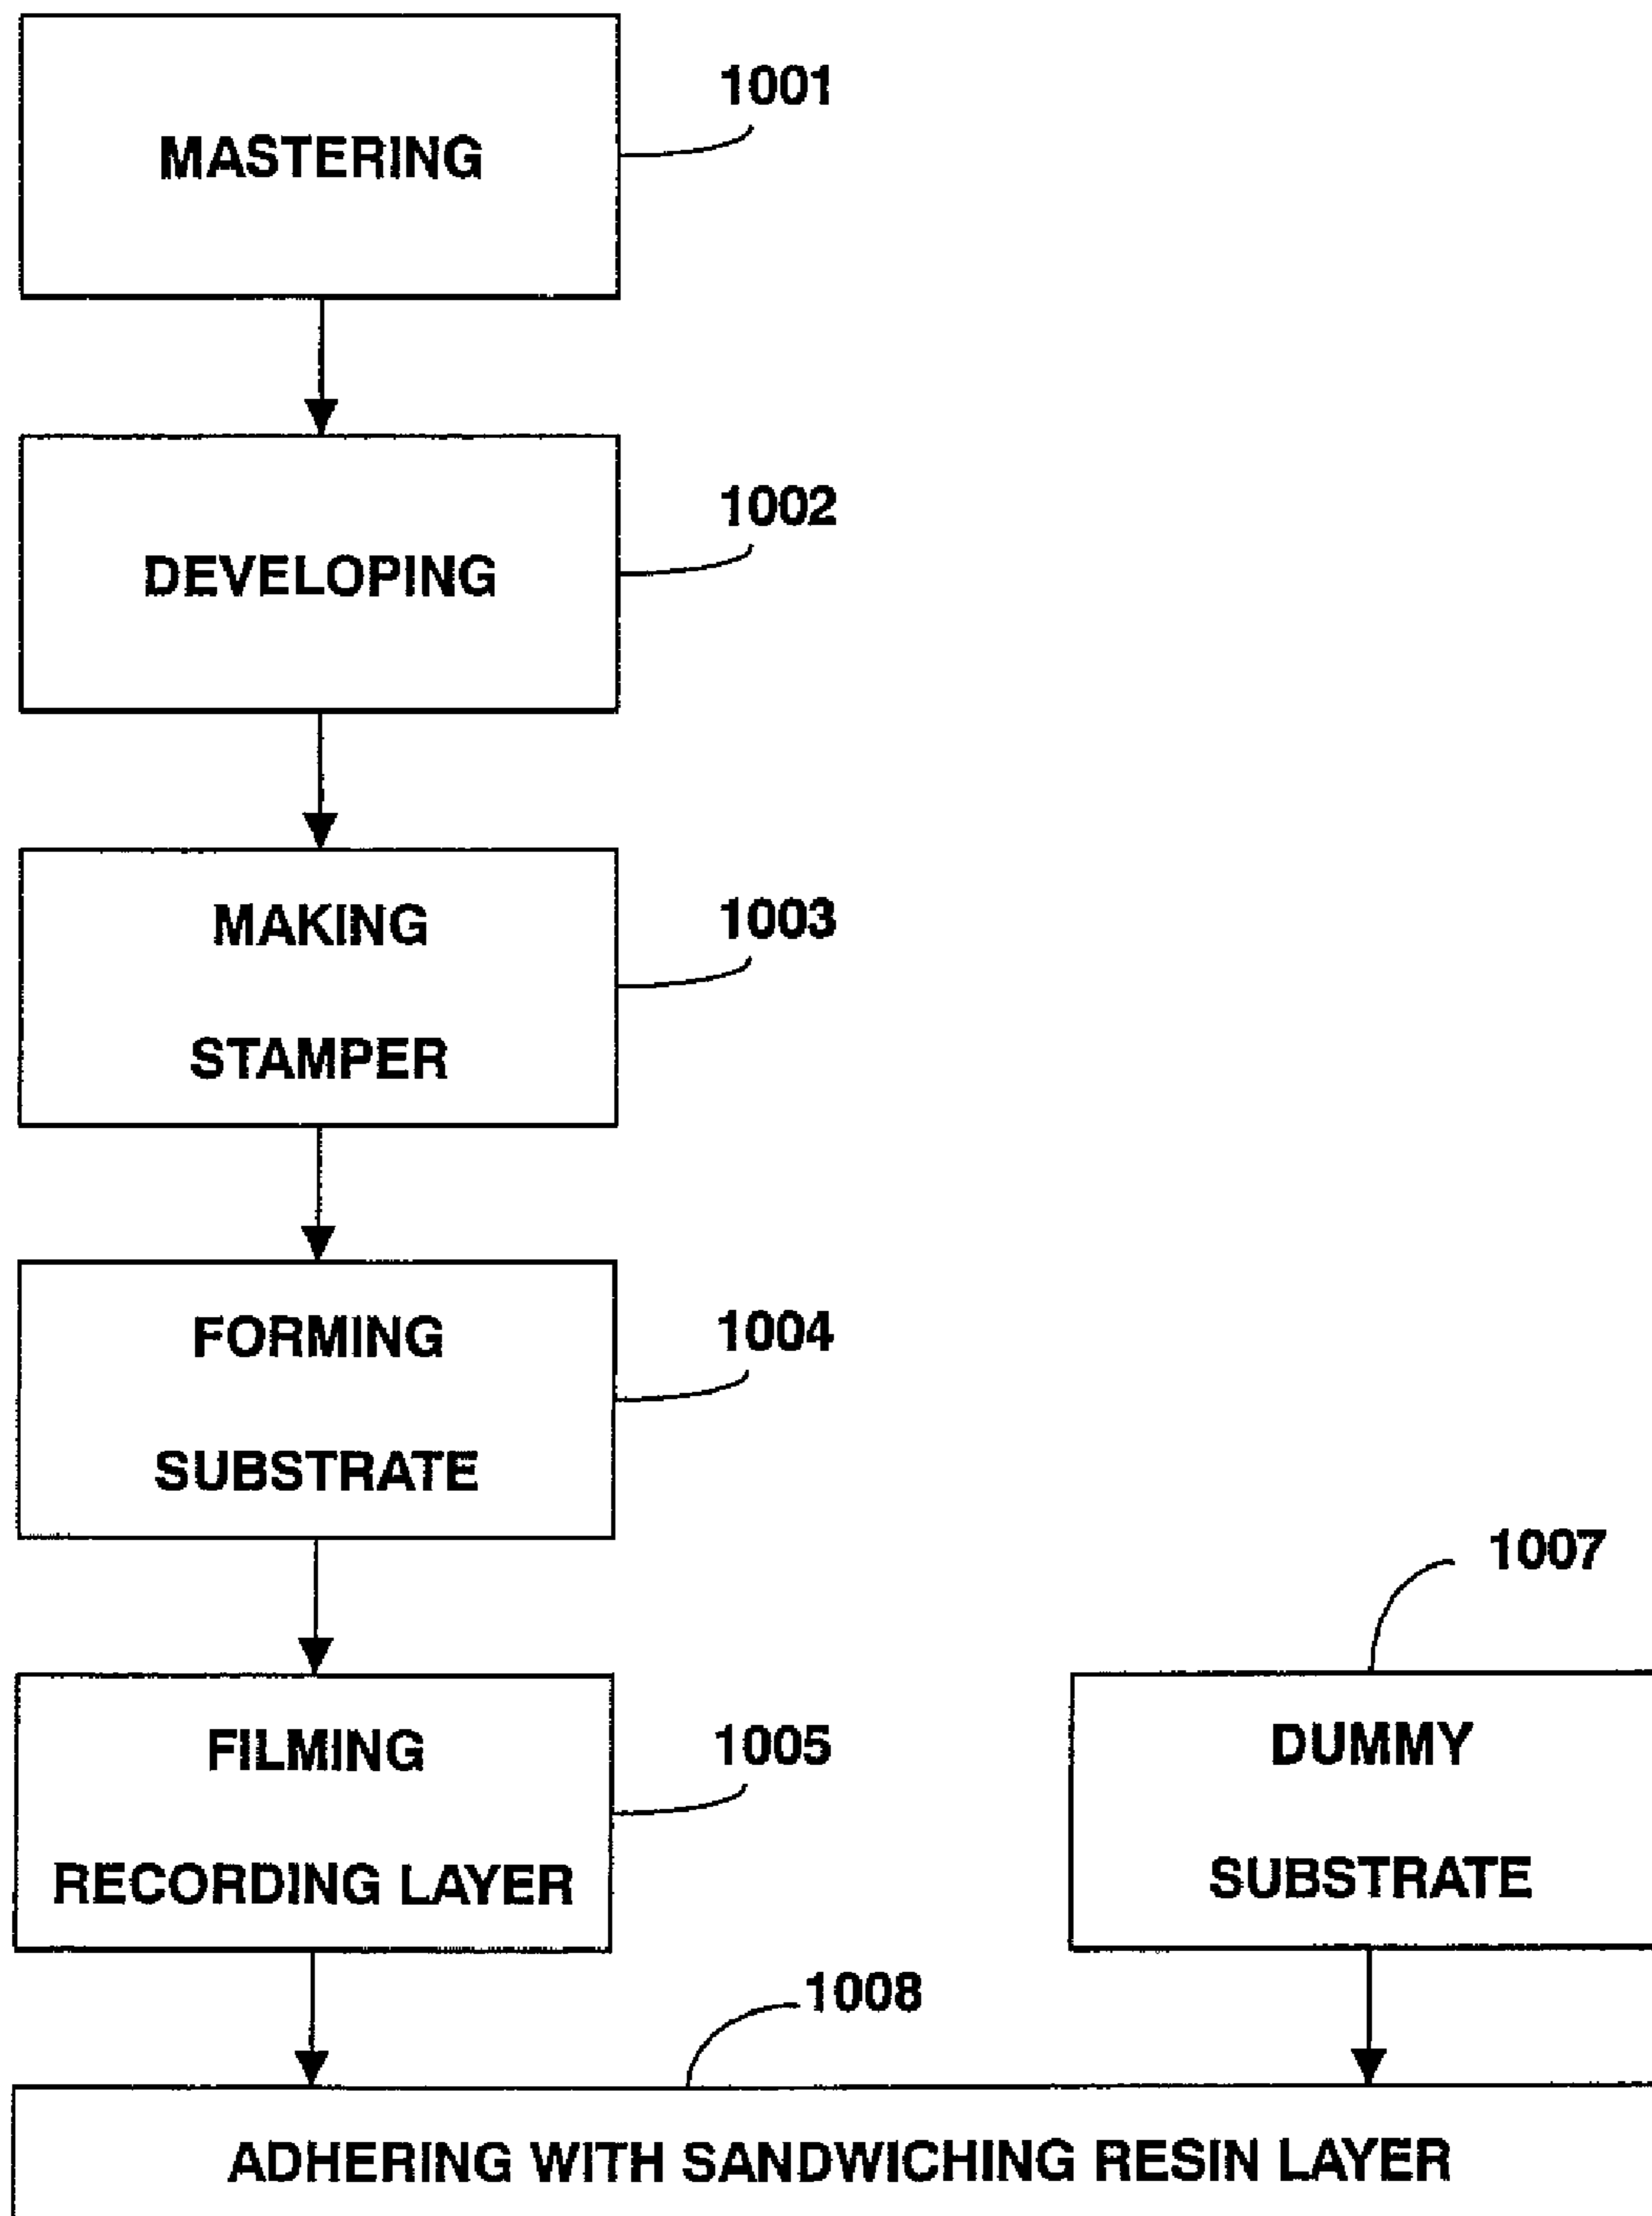 1001
MASTERING
1002
DEVELOPING
1003
MAKING
STAMPER
1004
FORMING
SUBSTRATE
1005
FILMING
RECORDING LAYER
1007
DUMMY
SUBSTRATE
1008
ADHERING WITH SANDWICHING RESIN LAYER